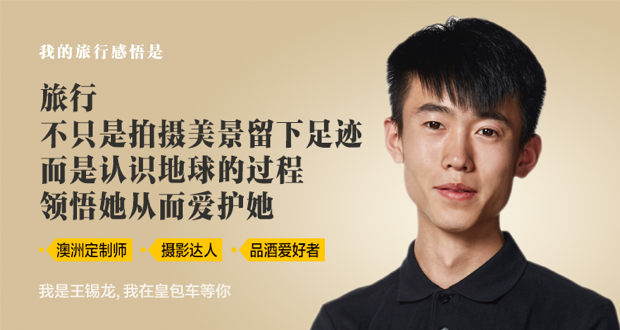 我的旅行感悟是
旅行
不只是拍摄美景留下足迹
而是认识地球的过程
领悟她从而爱护她
澳洲定制师 摄影达人 品酒爱好者
我是王锡龙, 我在皇包车等你